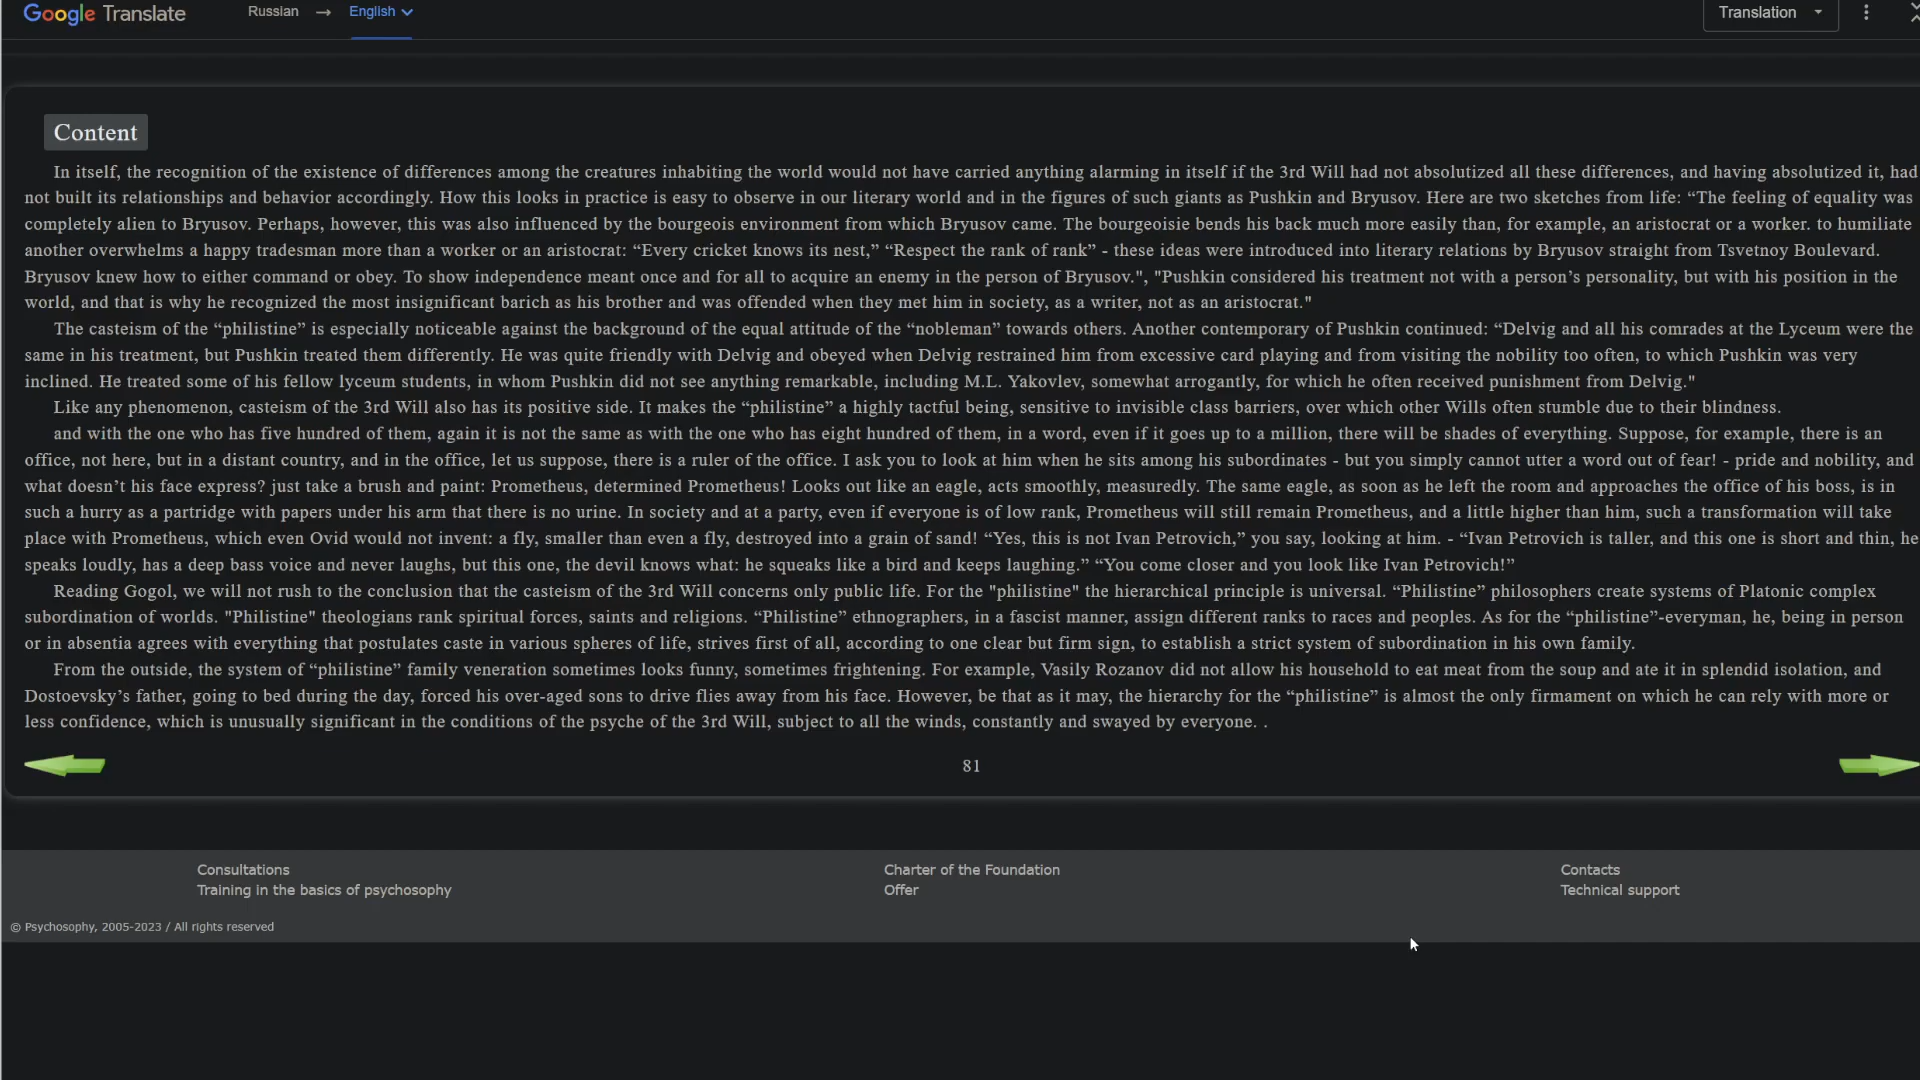 Google Translate
Russian → English
Translation
Content
In itself, the recognition of the existence of differences among the creatures inhabiting the world would not have carried anything alarming in itself if the 3rd Will had not absolutized all these differences, and having absolutized it, had
not built its relationships and behavior accordingly. How this looks in practice is easy to observe in our literary world and in the figures of such giants as Pushkin and Bryusov. Here are two sketches from life: “The feeling of equality was
completely alien to Bryusov. Perhaps, however, this was also influenced by the bourgeois environment from which Bryusov came. The bourgeoisie bends his back much more easily than, for example, an aristocrat or a worker. to humiliate
another overwhelms a happy tradesman more than a worker or an aristocrat: “Every cricket knows its nest,” “Respect the rank of rank” - these ideas were introduced into literary relations by Bryusov straight from Tsvetnoy Boulevard.
Bryusov knew how to either command or obey. To show independence meant once and for all to acquire an enemy in the person of Bryusov.", "Pushkin considered his treatment not with a person’s personality, but with his position in the
world, and that is why he recognized the most insignificant barich as his brother and was offended when they met him in society, as a writer, not as an aristocrat."
The casteism of the “philistine” is especially noticeable against the background of the equal attitude of the “nobleman” towards others. Another contemporary of Pushkin continued: “Delvig and all his comrades at the Lyceum were the
same in his treatment, but Pushkin treated them differently. He was quite friendly with Delvig and obeyed when Delvig restrained him from excessive card playing and from visiting the nobility too often, to which Pushkin was very
inclined. He treated some of his fellow lyceum students, in whom Pushkin did not see anything remarkable, including M.L. Yakovlev, somewhat arrogantly, for which he often received punishment from Delvig."
Like any phenomenon, casteism of the 3rd Will also has its positive side. It makes the “philistine” a highly tactful being, sensitive to invisible class barriers, over which other Wills often stumble due to their blindness.
and with the one who has five hundred of them, again it is not the same as with the one who has eight hundred of them, in a word, even if it goes up to a million, there will be shades of everything. Suppose, for example, there is an
office, not here, but in a distant country, and in the office, let us suppose, there is a ruler of the office. I ask you to look at him when he sits among his subordinates - but you simply cannot utter a word out of fear! - pride and nobility, and
what doesn’t his face express? just take a brush and paint: Prometheus, determined Prometheus! Looks out like an eagle, acts smoothly, measuredly. The same eagle, as soon as he left the room and approaches the office of his boss, is in
such a hurry as a partridge with papers under his arm that there is no urine. In society and at a party, even if everyone is of low rank, Prometheus will still remain Prometheus, and a little higher than him, such a transformation will take
place with Prometheus, which even Ovid would not invent: a fly, smaller than even a fly, destroyed into a grain of sand! “Yes, this is not Ivan Petrovich,” you say, looking at him. - “Ivan Petrovich is taller, and this one is short and thin, he
speaks loudly, has a deep bass voice and never laughs, but this one, the devil knows what: he squeaks like a bird and keeps laughing.” “You come closer and you look like Ivan Petrovich!”
Reading Gogol, we will not rush to the conclusion that the casteism of the 3rd Will concerns only public life. For the "philistine" the hierarchical principle is universal. “Philistine” philosophers create systems of Platonic complex
subordination of worlds. "Philistine" theologians rank spiritual forces, saints and religions. “Philistine” ethnographers, in a fascist manner, assign different ranks to races and peoples. As for the “philistine”-everyman, he, being in person
or in absentia agrees with everything that postulates caste in various spheres of life, strives first of all, according to one clear but firm sign, to establish a strict system of subordination in his own family.
From the outside, the system of “philistine” family veneration sometimes looks funny, sometimes frightening. For example, Vasily Rozanov did not allow his household to eat meat from the soup and ate it in splendid isolation, and
Dostoevsky’s father, going to bed during the day, forced his over-aged sons to drive flies away from his face. However, be that as it may, the hierarchy for the “philistine” is almost the only firmament on which he can rely with more or
less confidence, which is unusually significant in the conditions of the psyche of the 3rd Will, subject to all the winds, constantly and swayed by everyone. .
81
Consultations
Training in the basics of psychosophy
Charter of the Foundation
Offer
Contacts
Technical support
© Psychosophy, 2005-2023 / All rights reserved